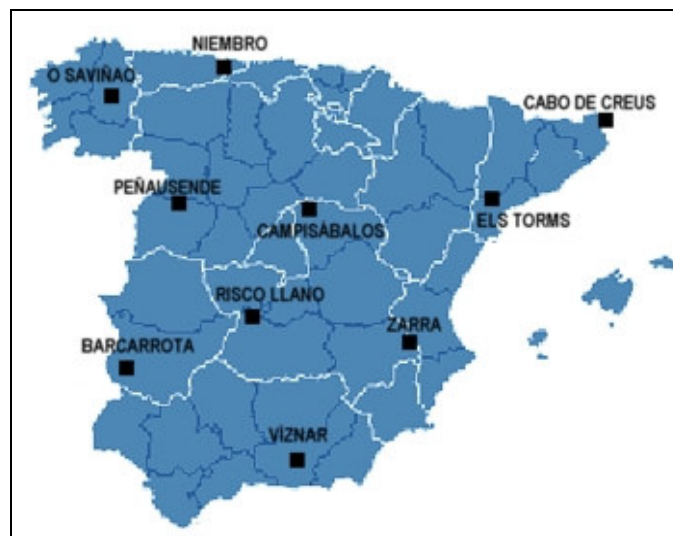 NIEMBRO
O SAVIÑAO
CABO DE CREUS
PEÑAUSENDE
CAMPISÁBALOS
ELS TORMS
RISCO LLANO
ZARRA
BARCARROTA
VÍZNAR